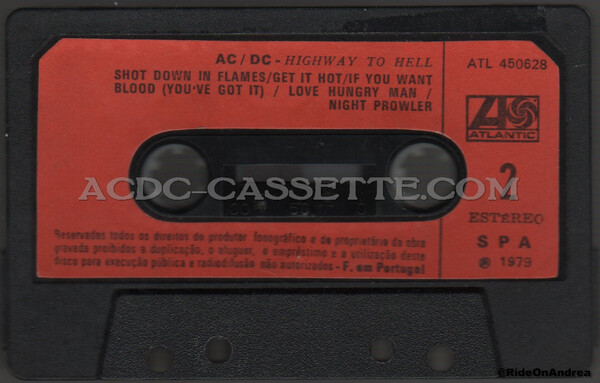 AC/DC - HIGHWAY TO HELL
SHOT DOWN IN FLAMES/GET IT HOT/IF YOU WANT
BLOOD (YOU'VE GOT IT) / LOVE HUNGRY MAN /
NIGHT PROWLER
ATL 450628
ATLANTIC
2
ESTÉREO
SPA
℗ 1979
ACDC-CASSETTE.COM
Reservados todos os direitos do produtor fonográfico e do proprietário da obra
gravada proibidos a duplicação, o aluguer, o empréstimo e a utilização deste
disco para execução pública e radiodifusão não autorizados - F. em Portugal
©RideOnAndrea